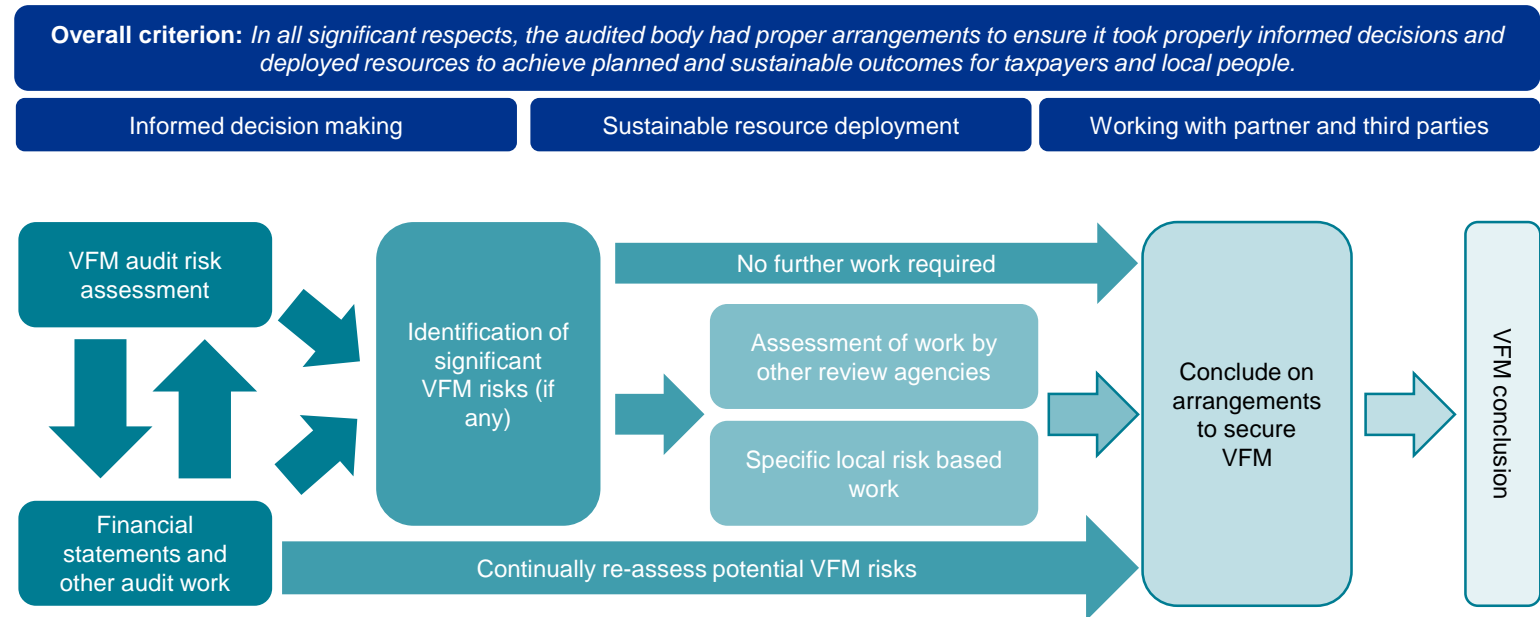 Overall criterion: In all significant respects, the audited body had proper arrangements to ensure it took properly informed decisions and
deployed resources to achieve planned and sustainable outcomes for taxpayers and local people.
Informed decision making
Sustainable resource deployment
Working with partner and third parties
VFM audit risk
assessment
Identification of
significant
VFM risks (if
any)
No further work required
Assessment of work by
other review agencies
Specific local risk based
work
Conclude on
arrangements
to secure
VFM
VFM conclusion
Financial
statements and
other audit work
Continually re-assess potential VFM risks